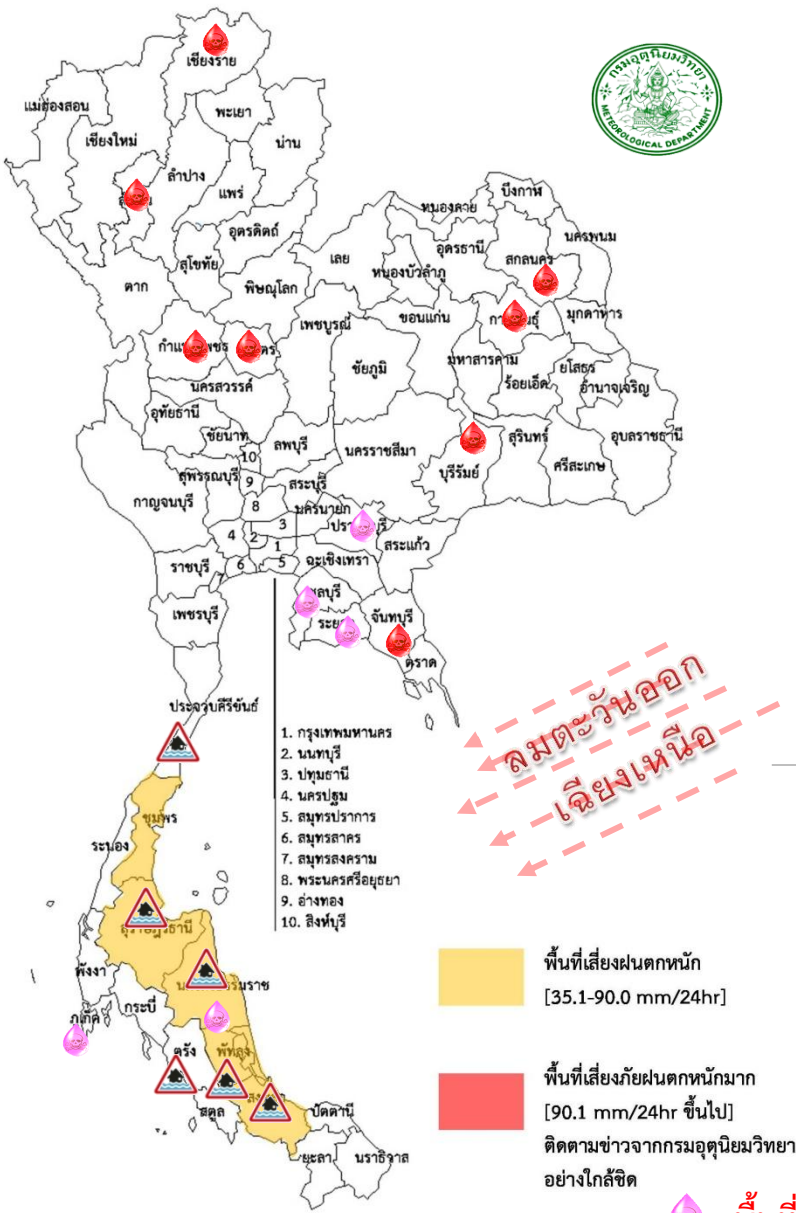 กรมอุตุนิยมวิทยา
METEOROLOGICAL DEPARTMENT
เชียงราย
แม่ฮ่องสอน
พะเยา
เชียงใหม่
น่าน
ลำปาง
แพร่
บึงกาฬ
หนองคาย
อุตรดิตถ์
อุดรธานี
นครพนม
สุโขทัย
เลย
สกลนคร
หนองบัวลำภู
ตาก
พิษณุโลก
ขอนแก่น
มุกดาหาร
เพชรบูรณ์
มหาสารคาม
ชัยภูมิ
ยโสธร
นครสวรรค์
ร้อยเอ็ด
อำนาจเจริญ
อุทัยธานี
ชัยนาท
ลพบุรี
นครราชสีมา
สุรินทร์
อุบลราชธานี
10
บุรีรัมย์
ศรีสะเกษ
สุพรรณบุรี
9
สระบุรี
กาญจนบุรี
8
นครนายก
3
4
2
1
สระแก้ว
5
ฉะเชิงเทรา
ราชบุรี
6
7
เพชรบุรี
จันทบุรี
ตราด
ประจวบคีรีขันธ์
ลมตะวันออก
เฉียงเหนือ
1. กรุงเทพมหานคร
2. นนทบุรี
3. ปทุมธานี
4. นครปฐม
5. สมุทรปราการ
6. สมุทรสาคร
7. สมุทรสงคราม
8. พระนครศรีอยุธยา
9. อ่างทอง
10. สิงห์บุรี
ชุมพร
ระนอง
สุราษฎร์ธานี
พังงา
กระบี่
ภูเก็ต
ตรัง
พัทลุง
สตูล
ปัตตานี
ยะลา
นราธิวาส
พื้นที่เสี่ยงฝนตกหนัก
[35.1-90.0 mm/24hr]
พื้นที่เสี่ยงภัยฝนตกหนักมาก
[90.1 mm/24hr ขึ้นไป]
ติดตามข่าวจากกรมอุตุนิยมวิทยา
อย่างใกล้ชิด